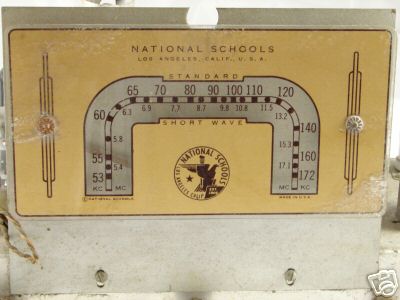 NATIONAL SCHOOLS
LOS ANGELES, CALIF., U.S.A.
STANDARD
65 70 80 90 100 110 120
6.3 6.9 7.7 8.7 9.8 10.8 11.5 13.2
SHORT WAVE
60 140
5.8 15.3
55 160
5.4 17.1
53 172
KC MC MC KC
NATIONAL SCHOOLS
LOS ANGELES CALIF.
© NATIONAL SCHOOLS
MADE IN U.S.A.